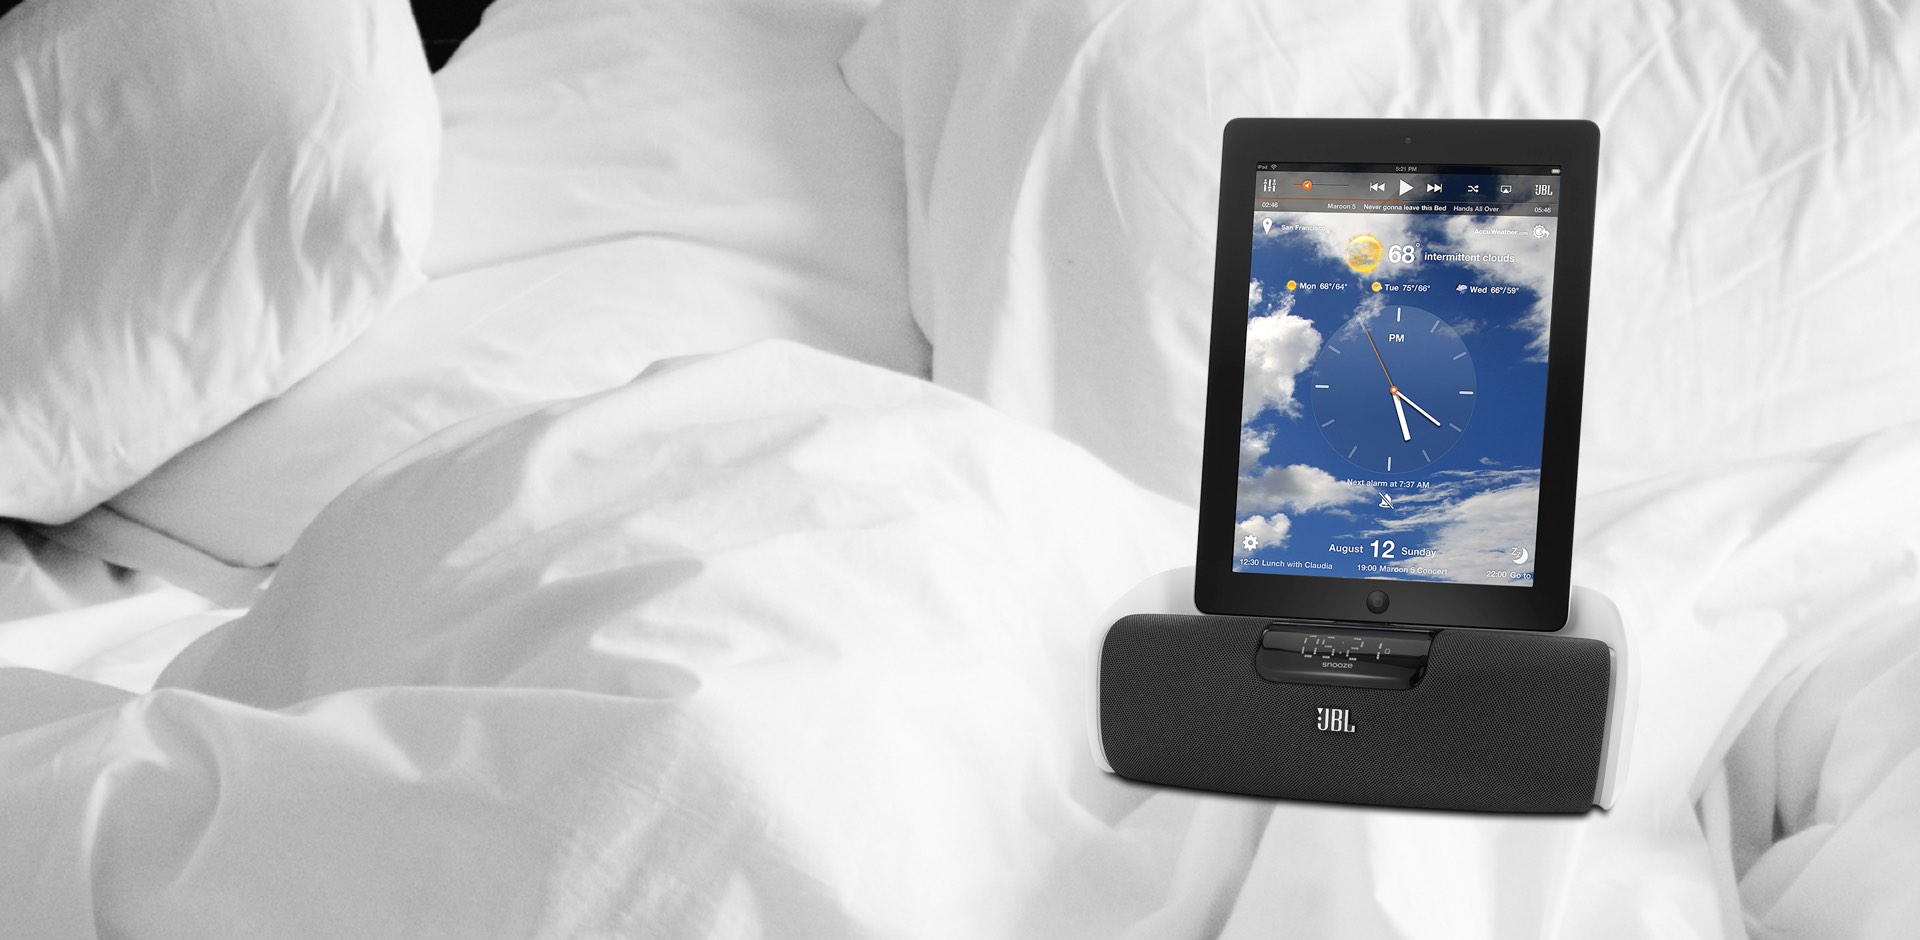 iPad 5:21 PM
JBL
02:46 Maroon 5 Never gonna leave this Bed Hands All Over 05:46
San Francisco AccuWeather.com
68° intermittent clouds
Mon 68°/64° Tue 75°/66° Wed 66°/59°
PM
Next alarm at 7:37 AM
August 12 Sunday
12:30 Lunch with Claudia 19:00 Maroon 5 Concert 22:00 Go to
05:21
snooze
JBL